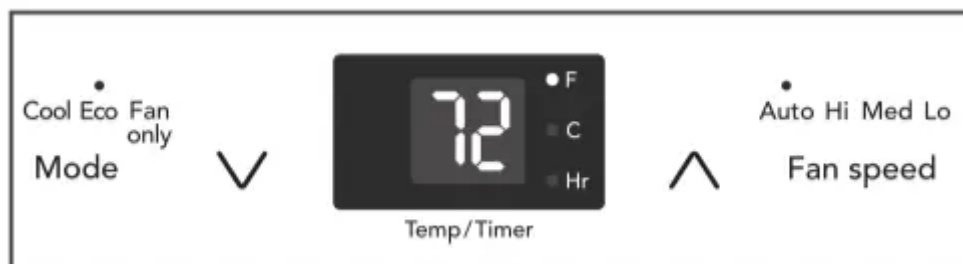 F
72
Cool Eco Fan only
Auto Hi Med Lo
C
Mode
Fan speed
Hr
Temp/Timer